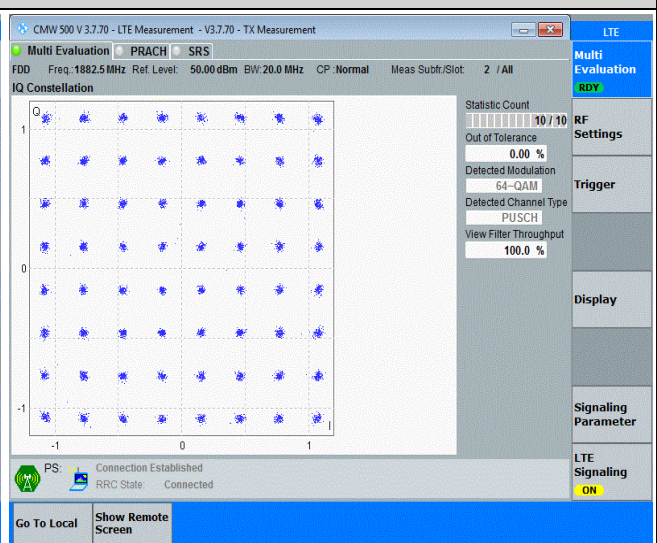 CMW 500 V 3.7.70 - LTE Measurement - V3.7.70 - TX Measurement
LTE
Multi Evaluation PRACH SRS
FDD Freq.:1882.5 MHz Ref. Level: 50.00 dBm BW:20.0 MHz CP :Normal Meas Subfr./Slot: 2 / All
IQ Constellation
Multi
Evaluation
RDY
Q
1
0
-1
I
-1 0 1
Statistic Count
10 / 10
Out of Tolerance
0.00 %
Detected Modulation
64-QAM
Detected Channel Type
PUSCH
View Filter Throughput
100.0 %
RF
Settings
Trigger
Display
Signaling
Parameter
LTE
Signaling
ON
PS: Connection Established
RRC State: Connected
Go To Local
Show Remote
Screen